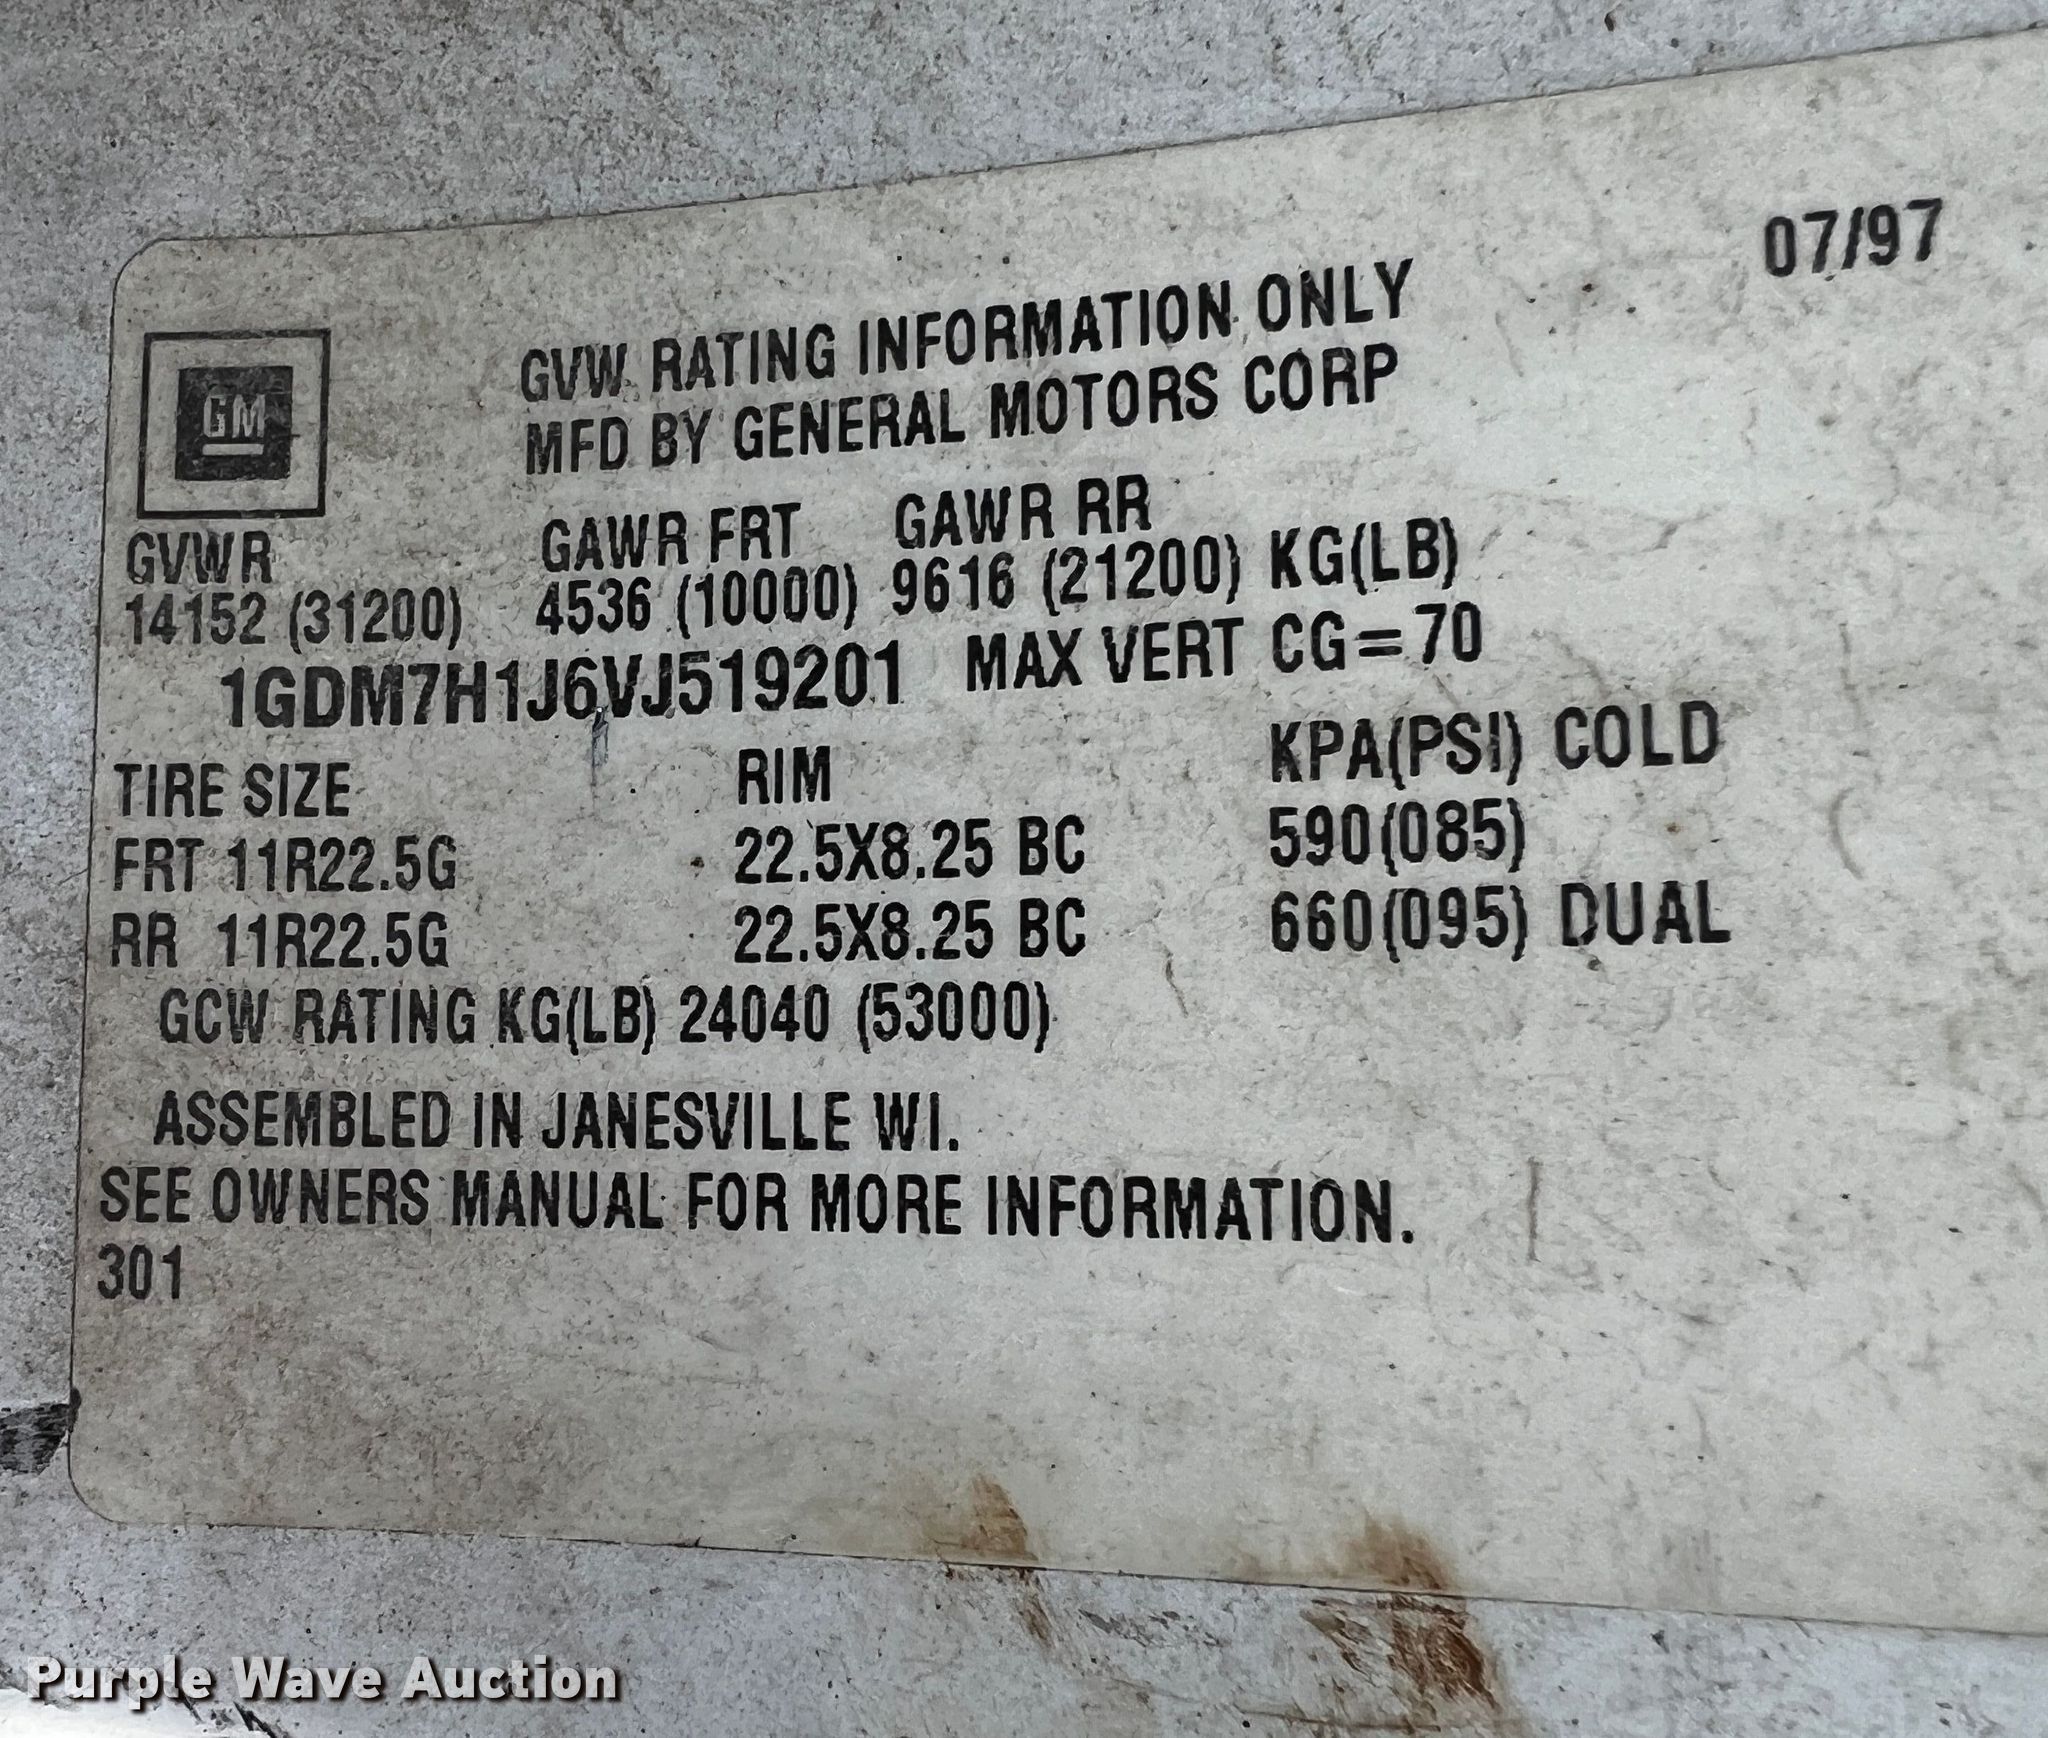 07/97
GM
GVW RATING INFORMATION ONLY
MFD BY GENERAL MOTORS CORP
GVWR GAWR FRT GAWR RR
14152 (31200) 4536 (10000) 9616 (21200) KG(LB)
1GDM7H1J6VJ519201 MAX VERT CG=70
TIRE SIZE RIM KPA(PSI) COLD
FRT 11R22.5G 22.5X8.25 BC 590(085)
RR 11R22.5G 22.5X8.25 BC 660(095) DUAL
GCW RATING KG(LB) 24040 (53000)
ASSEMBLED IN JANESVILLE WI.
SEE OWNERS MANUAL FOR MORE INFORMATION.
301
Purple Wave Auction